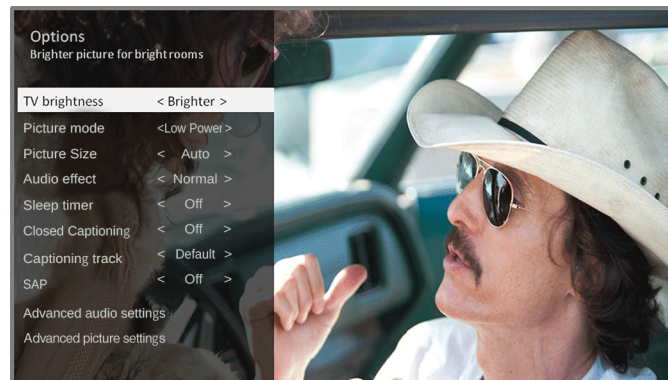 Options
Brighter picture for bright rooms
TV brightness < Brighter >
Picture mode <Low Power>
Picture Size < Auto >
Audio effect < Normal >
Sleep timer < Off >
Closed Captioning < Off >
Captioning track < Default >
SAP < Off >
Advanced audio settings
Advanced picture settings